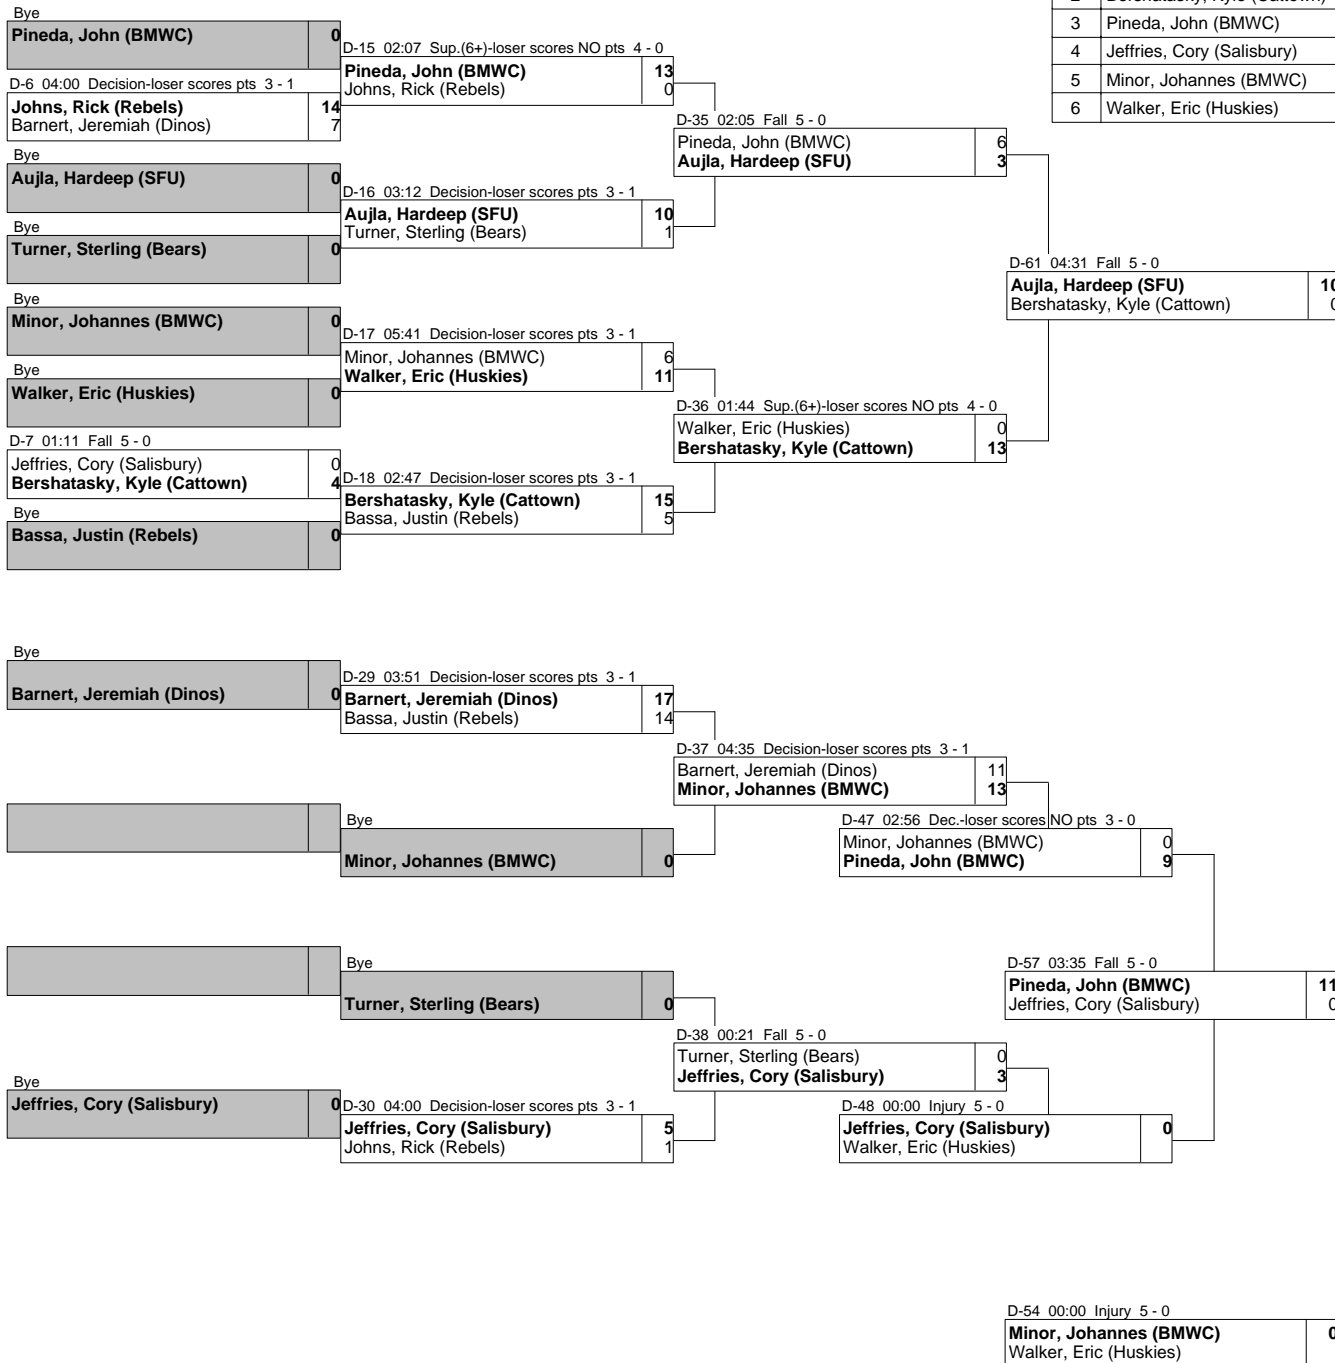 2 Bershatasky, Kyle (Cattown)
3 Pineda, John (BMWC)
4 Jeffries, Cory (Salisbury)
5 Minor, Johannes (BMWC)
6 Walker, Eric (Huskies)
Bye
Pineda, John (BMWC) 0
D-6 04:00 Decision-loser scores pts 3 - 1
Johns, Rick (Rebels) 14
Barnert, Jeremiah (Dinos) 7
Bye
Aujla, Hardeep (SFU) 0
Bye
Turner, Sterling (Bears) 0
Bye
Minor, Johannes (BMWC) 0
Bye
Walker, Eric (Huskies) 0
D-7 01:11 Fall 5 - 0
Jeffries, Cory (Salisbury) 0
Bershatasky, Kyle (Cattown) 4
Bye
Bassa, Justin (Rebels) 0
D-15 02:07 Sup.(6+)-loser scores NO pts 4 - 0
Pineda, John (BMWC) 13
Johns, Rick (Rebels) 0
D-16 03:12 Decision-loser scores pts 3 - 1
Aujla, Hardeep (SFU) 10
Turner, Sterling (Bears) 1
D-17 05:41 Decision-loser scores pts 3 - 1
Minor, Johannes (BMWC) 6
Walker, Eric (Huskies) 11
D-18 02:47 Decision-loser scores pts 3 - 1
Bershatasky, Kyle (Cattown) 15
Bassa, Justin (Rebels) 5
D-35 02:05 Fall 5 - 0
Pineda, John (BMWC) 6
Aujla, Hardeep (SFU) 3
D-36 01:44 Sup.(6+)-loser scores NO pts 4 - 0
Walker, Eric (Huskies) 0
Bershatasky, Kyle (Cattown) 13
D-61 04:31 Fall 5 - 0
Aujla, Hardeep (SFU) 10
Bershatasky, Kyle (Cattown) 0
Bye
Barnert, Jeremiah (Dinos) 0
Bye
Jeffries, Cory (Salisbury) 0
D-29 03:51 Decision-loser scores pts 3 - 1
Barnert, Jeremiah (Dinos) 17
Bassa, Justin (Rebels) 14
Bye
Minor, Johannes (BMWC) 0
Bye
Turner, Sterling (Bears) 0
D-30 04:00 Decision-loser scores pts 3 - 1
Jeffries, Cory (Salisbury) 5
Johns, Rick (Rebels) 1
D-37 04:35 Decision-loser scores pts 3 - 1
Barnert, Jeremiah (Dinos) 11
Minor, Johannes (BMWC) 13
D-38 00:21 Fall 5 - 0
Turner, Sterling (Bears) 0
Jeffries, Cory (Salisbury) 3
D-47 02:56 Dec.-loser scores NO pts 3 - 0
Minor, Johannes (BMWC) 0
Pineda, John (BMWC) 9
D-48 00:00 Injury 5 - 0
Jeffries, Cory (Salisbury) 0
Walker, Eric (Huskies)
D-57 03:35 Fall 5 - 0
Pineda, John (BMWC) 11
Jeffries, Cory (Salisbury) 0
D-54 00:00 Injury 5 - 0
Minor, Johannes (BMWC) 0
Walker, Eric (Huskies)